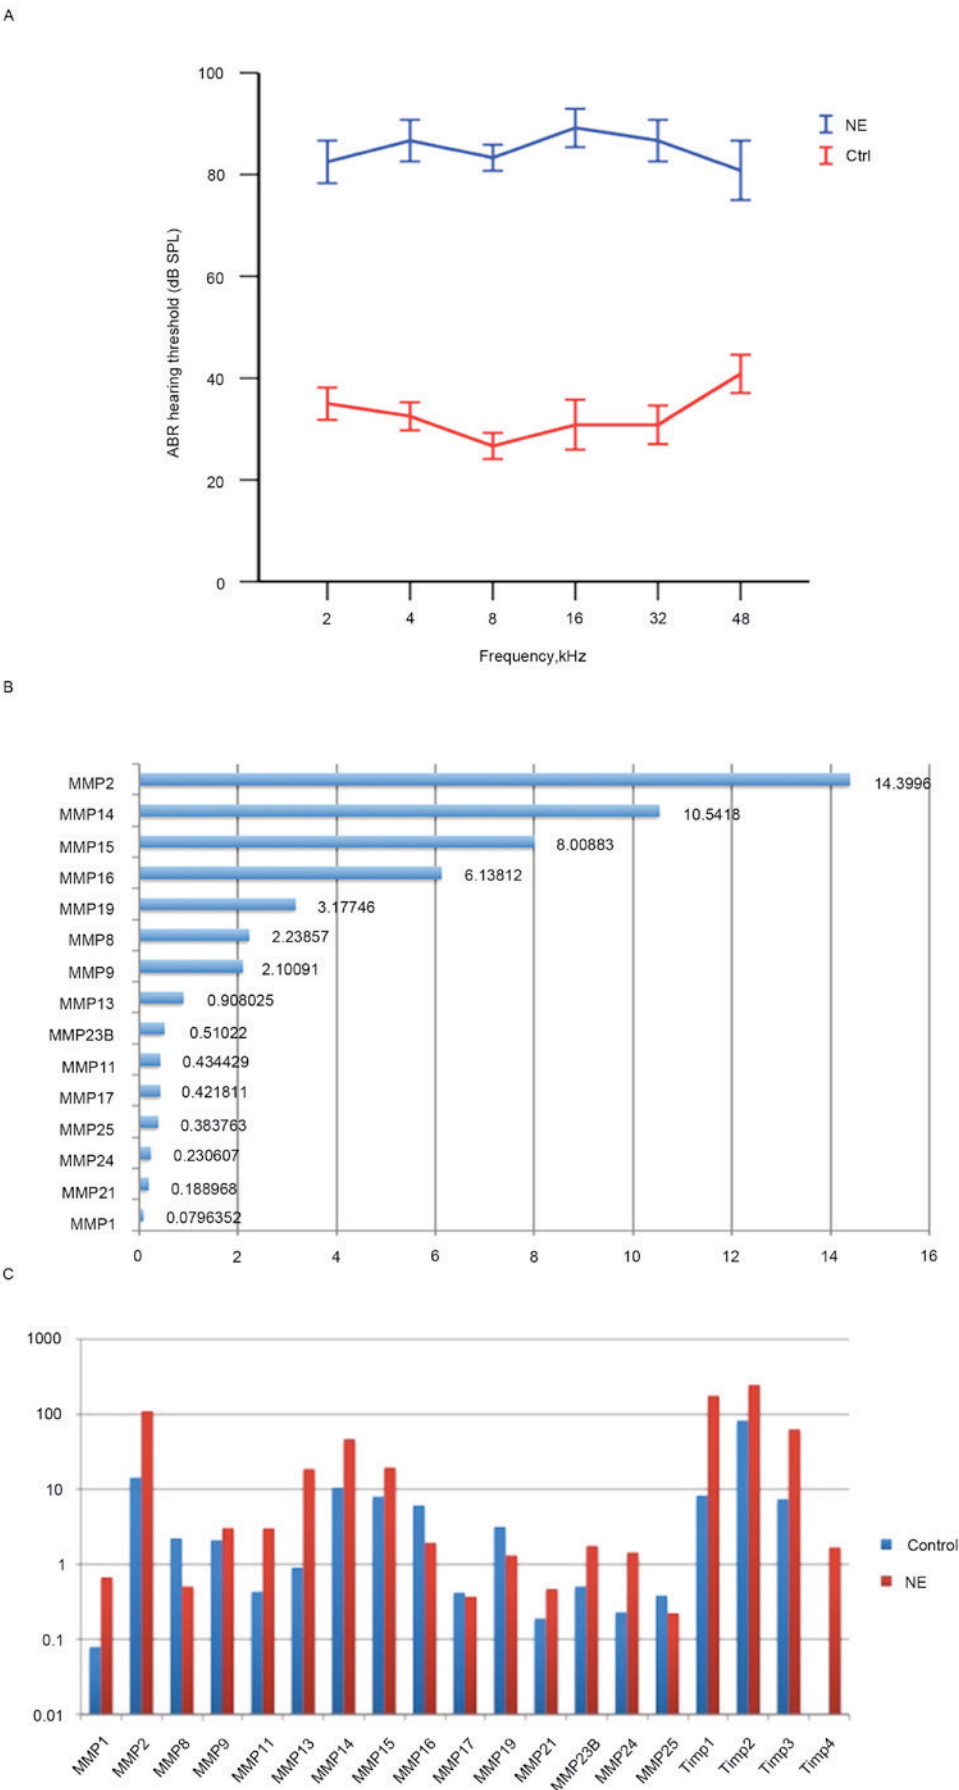 A
100
80
60
40
20
0
ABR hearing threshold (dB SPL)
NE
Ctrl
2 4 8 16 32 48
Frequency,kHz
B
MMP2 14.3996
MMP14 10.5418
MMP15 8.00883
MMP16 6.13812
MMP19 3.17746
MMP8 2.23857
MMP9 2.10091
MMP13 0.908025
MMP23B 0.51022
MMP11 0.434429
MMP17 0.421811
MMP25 0.383763
MMP24 0.230607
MMP21 0.188968
MMP1 0.0796352
0 2 4 6 8 10 12 14 16
C
1000
100
10
1
0.1
0.01
Control
NE
MMP1 MMP2 MMP8 MMP9 MMP11 MMP13 MMP14 MMP15 MMP16 MMP17 MMP19 MMP21 MMP23B MMP24 MMP25 Timp1 Timp2 Timp3 Timp4